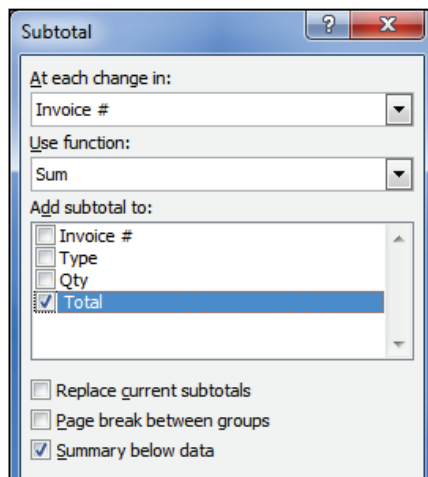 Subtotal
At each change in:
Invoice #
Use function:
Sum
Add subtotal to:
Invoice #
Type
Qty
Total
Replace current subtotals
Page break between groups
Summary below data